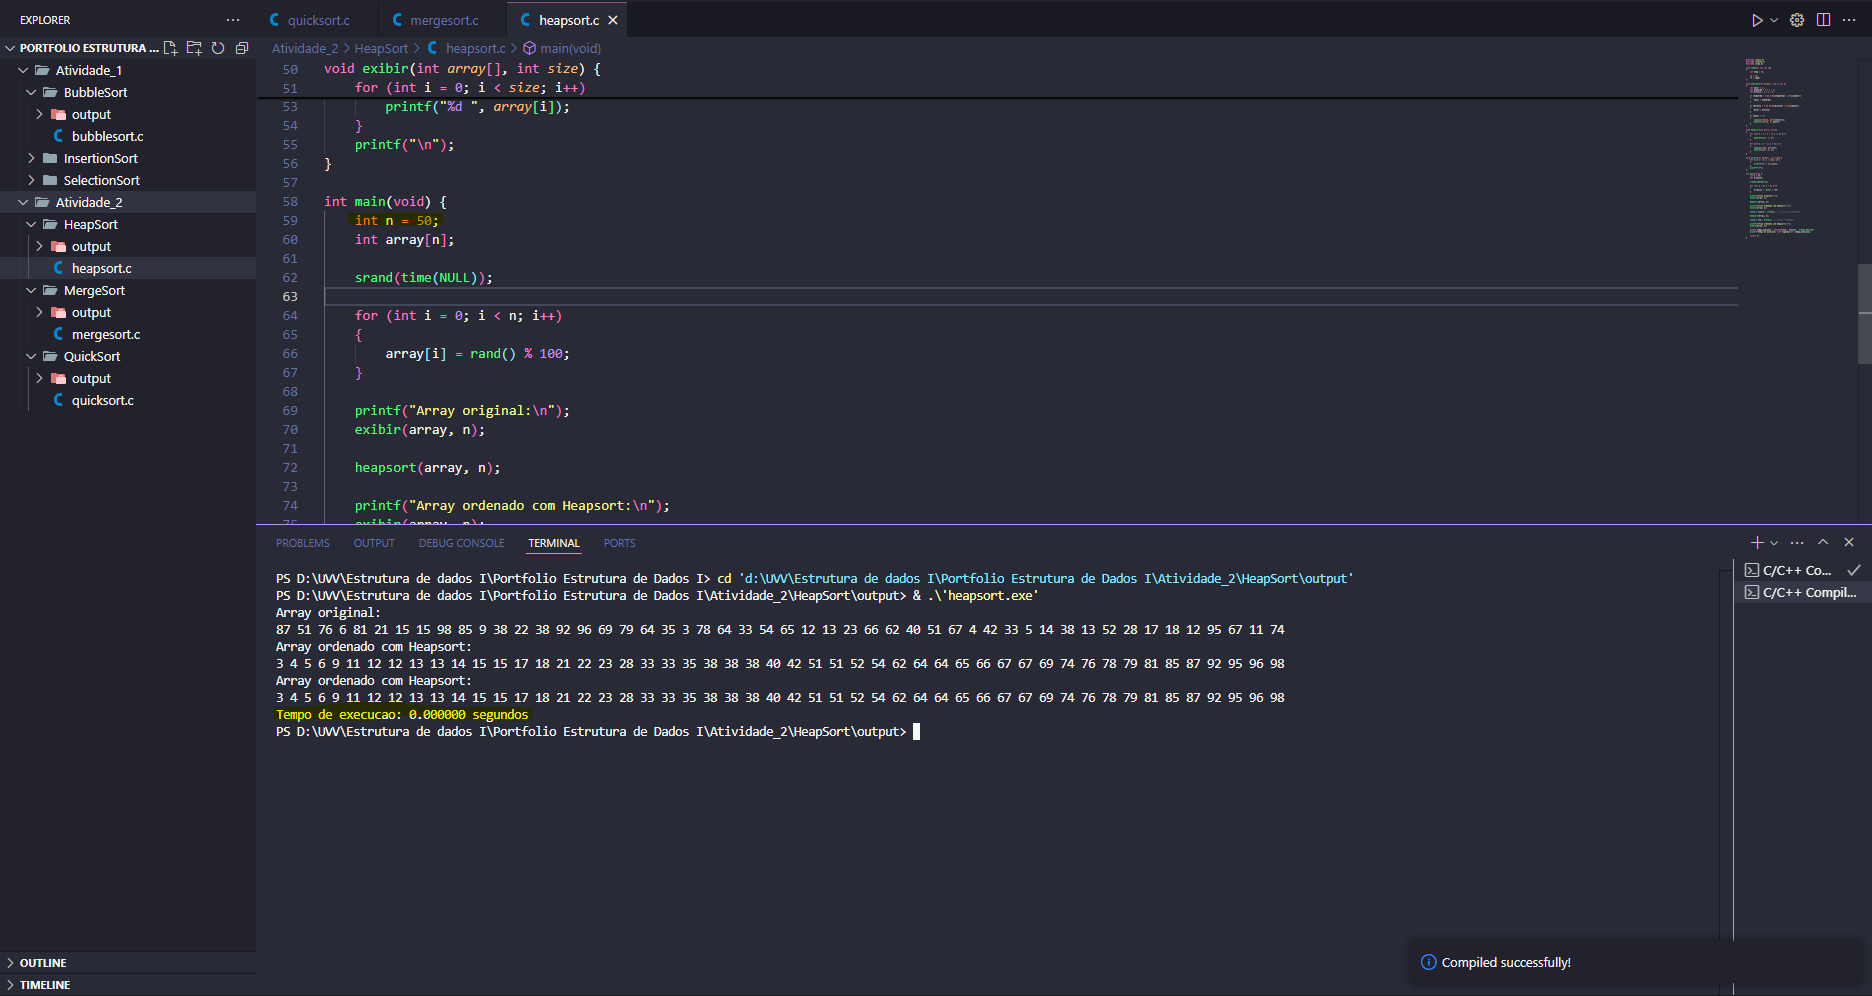 EXPLORER
PORTFOLIO ESTRUTURA ...
Atividade_1
BubbleSort
output
bubblesort.c
InsertionSort
SelectionSort
Atividade_2
HeapSort
output
heapsort.c
MergeSort
output
mergesort.c
QuickSort
output
quicksort.c
OUTLINE
TIMELINE
quicksort.c
mergesort.c
heapsort.c
Atividade_2 > HeapSort > heapsort.c > main(void)
50 void exibir(int array[], int size) {
51 for (int i = 0; i < size; i++)
53 printf("%d ", array[i]);
54 }
55 printf("\n");
56 }
57
58 int main(void) {
59 int n = 50;
60 int array[n];
61
62 srand(time(NULL));
63
64 for (int i = 0; i < n; i++)
65 {
66 array[i] = rand() % 100;
67 }
68
69 printf("Array original:\n");
70 exibir(array, n);
71
72 heapsort(array, n);
73
74 printf("Array ordenado com Heapsort:\n");
75 exibir(array, n);
PROBLEMS
OUTPUT
DEBUG CONSOLE
TERMINAL
PORTS
PS D:\UVV\Estrutura de dados I\Portfolio Estrutura de Dados I> cd 'd:\UVV\Estrutura de dados I\Portfolio Estrutura de Dados I\Atividade_2\HeapSort\output'
PS D:\UVV\Estrutura de dados I\Portfolio Estrutura de Dados I\Atividade_2\HeapSort\output> & .\'heapsort.exe'
Array original:
87 51 76 6 81 21 15 15 98 85 9 38 22 38 92 96 69 79 64 35 3 78 64 33 54 65 12 13 23 66 62 40 51 67 4 42 33 5 14 38 13 52 28 17 18 12 95 67 11 74
Array ordenado com Heapsort:
3 4 5 6 9 11 12 12 13 13 14 15 15 17 18 21 22 23 28 33 33 35 38 38 38 40 42 51 51 52 54 62 64 64 65 66 67 67 69 74 76 78 79 81 85 87 92 95 96 98
Array ordenado com Heapsort:
3 4 5 6 9 11 12 12 13 13 14 15 15 17 18 21 22 23 28 33 33 35 38 38 38 40 42 51 51 52 54 62 64 64 65 66 67 67 69 74 76 78 79 81 85 87 92 95 96 98
Tempo de execucao: 0.000000 segundos
PS D:\UVV\Estrutura de dados I\Portfolio Estrutura de Dados I\Atividade_2\HeapSort\output>
C/C++ Co...
C/C++ Compil...
Compiled successfully!